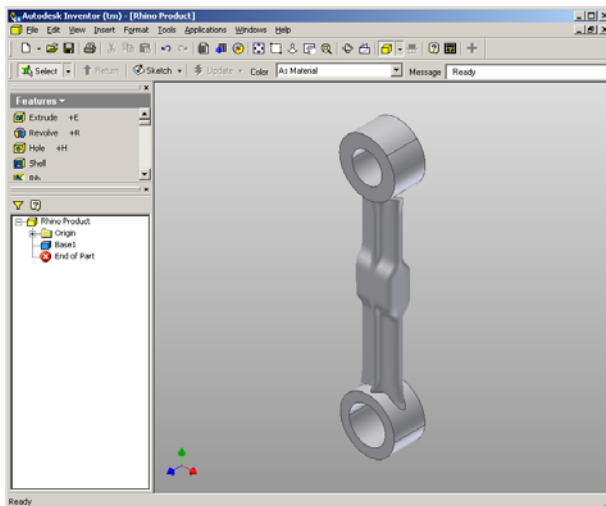 Autodesk Inventor (tm) - [Rhino Product]
File Edit View Insert Format Tools Applications Windows Help
Select Return Sketch Update Color As Material Message Ready
Features
Extrude +E
Revolve +R
Hole +H
Shell
Rhino Product
Origin
Base1
End of Part
Ready